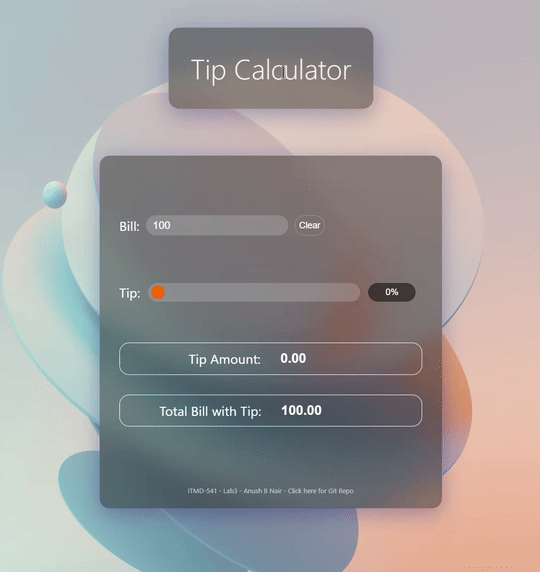 Tip Calculator
Bill: 100 Clear
Tip: 0%
Tip Amount: 0.00
Total Bill with Tip: 100.00
ITMD-541 - Lab3 - Anush B Nair - Click here for Git Repo